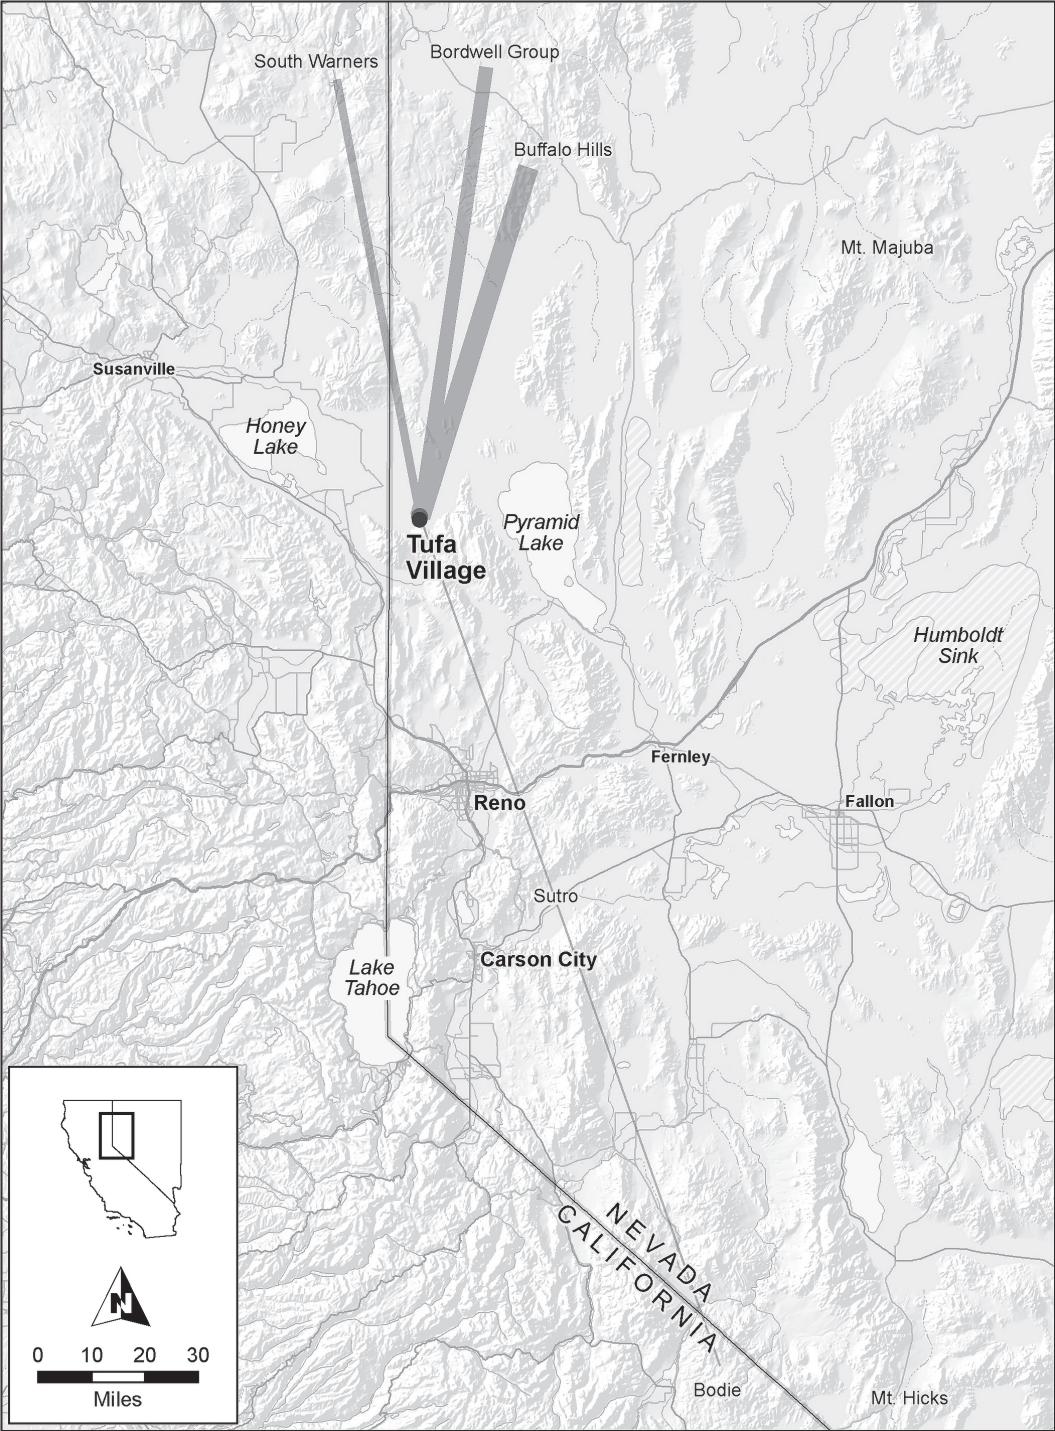 South Warners
Bordwell Group
Buffalo Hills
Mt. Majuba
Susanville
Honey
Lake
Pyramid
Lake
Tufa
Village
Humboldt
Sink
Fernley
Reno
Fallon
Sutro
Carson City
Lake
Tahoe
NEVADA
CALIFORNIA
Bodie
Mt. Hicks
N
0 10 20 30
Miles